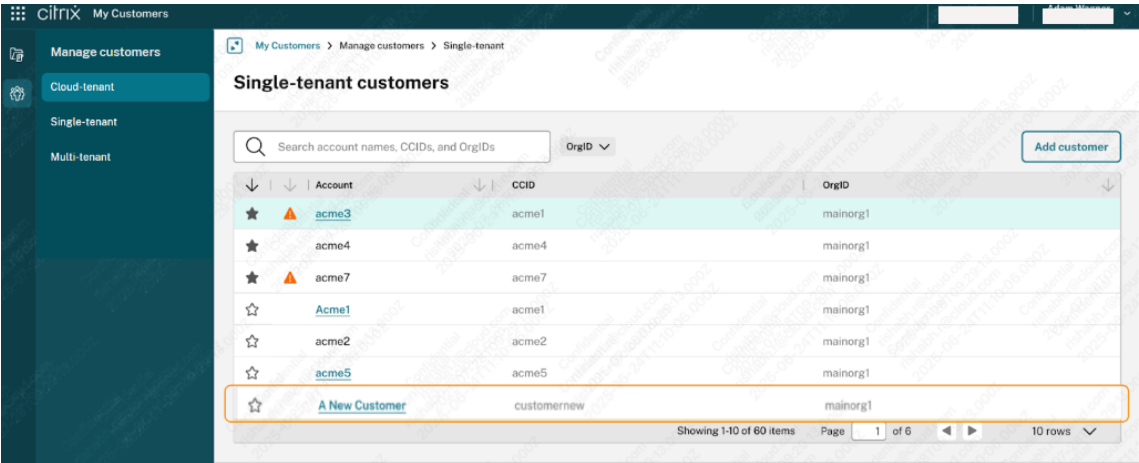 citrix My Customers
Manage customers
Cloud-tenant
Single-tenant
Multi-tenant
My Customers > Manage customers > Single-tenant
Single-tenant customers
Search account names, CCIDs, and OrgIDs OrgID Add customer
Account CCID OrgID
acme3 acme1 mainorg1
acme4 acme4 mainorg1
acme7 acme7 mainorg1
Acme1 acme1 mainorg1
acme2 acme2 mainorg1
acme5 acme5 mainorg1
A New Customer customernew mainorg1
Showing 1-10 of 60 items Page 1 of 6 10 rows